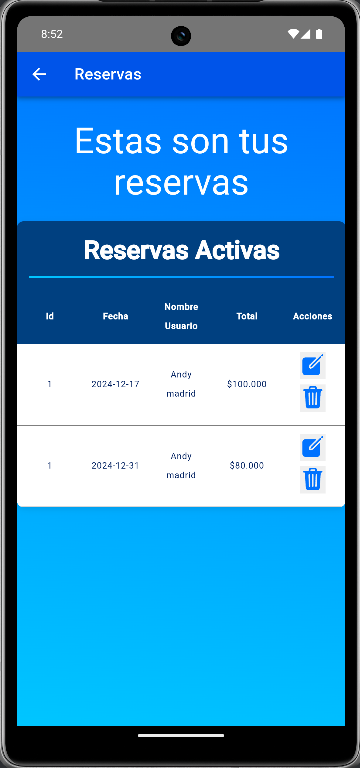 8:52
Reservas
Estas son tus
reservas
Reservas Activas
Id Fecha Nombre Usuario Total Acciones
1 2024-12-17 Andy madrid $100.000
1 2024-12-31 Andy madrid $80.000